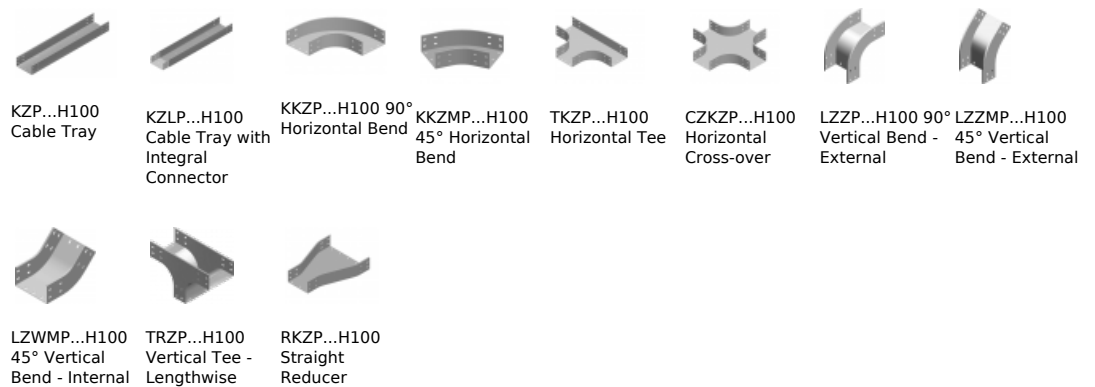 KZP...H100
Cable Tray
KZLP...H100
Cable Tray with
Integral
Connector
KKZP...H100 90°
Horizontal Bend
KKZMP...H100
45° Horizontal
Bend
TKZP...H100
Horizontal Tee
CZKZP...H100
Horizontal
Cross-over
LZZP...H100 90°
Vertical Bend -
External
LZZMP...H100
45° Vertical
Bend - External
LZWMP...H100
45° Vertical
Bend - Internal
TRZP...H100
Vertical Tee -
Lengthwise
RKZP...H100
Straight
Reducer